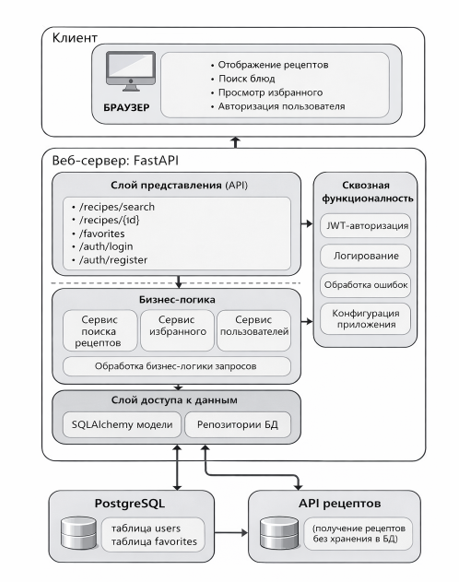 Клиент
БРАУЗЕР
• Отображение рецептов
• Поиск блюд
• Просмотр избранного
• Авторизация пользователя
Веб-сервер: FastAPI
Слой представления (API)
• /recipes/search
• /recipes/{id}
• /favorites
• /auth/login
• /auth/register
Сквозная
функциональность
JWT-авторизация
Логирование
Обработка ошибок
Конфигурация
приложения
Бизнес-логика
Сервис
поиска
рецептов
Сервис
избранного
Сервис
пользователей
Обработка бизнес-логики запросов
Слой доступа к данным
SQLAlchemy модели
Репозитории БД
PostgreSQL
таблица users
таблица favorites
API рецептов
(получение рецептов
без хранения в БД)